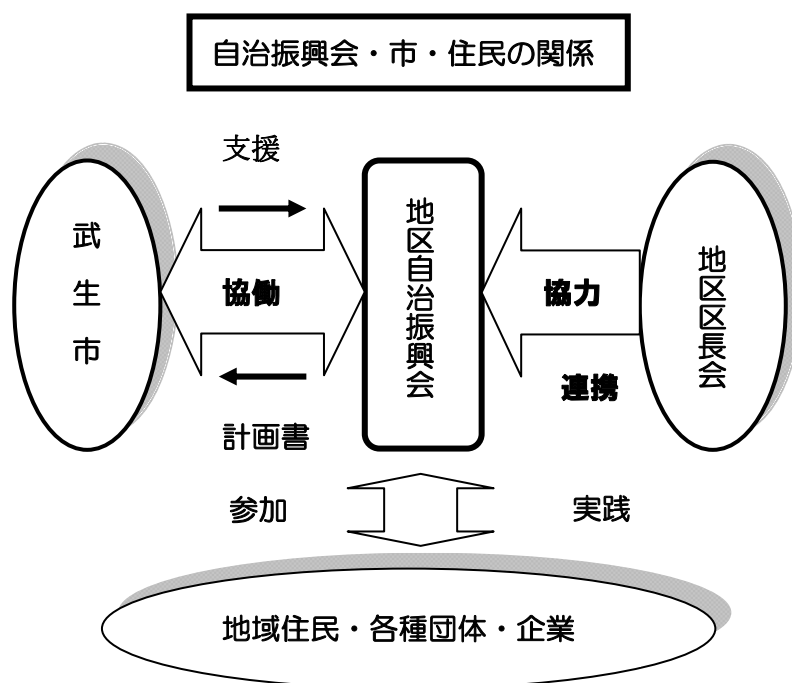 自治振興会・市・住民の関係
支援
武生市
協働
地区自治振興会
協力
地区区長会
連携
計画書
参加
実践
地域住民・各種団体・企業